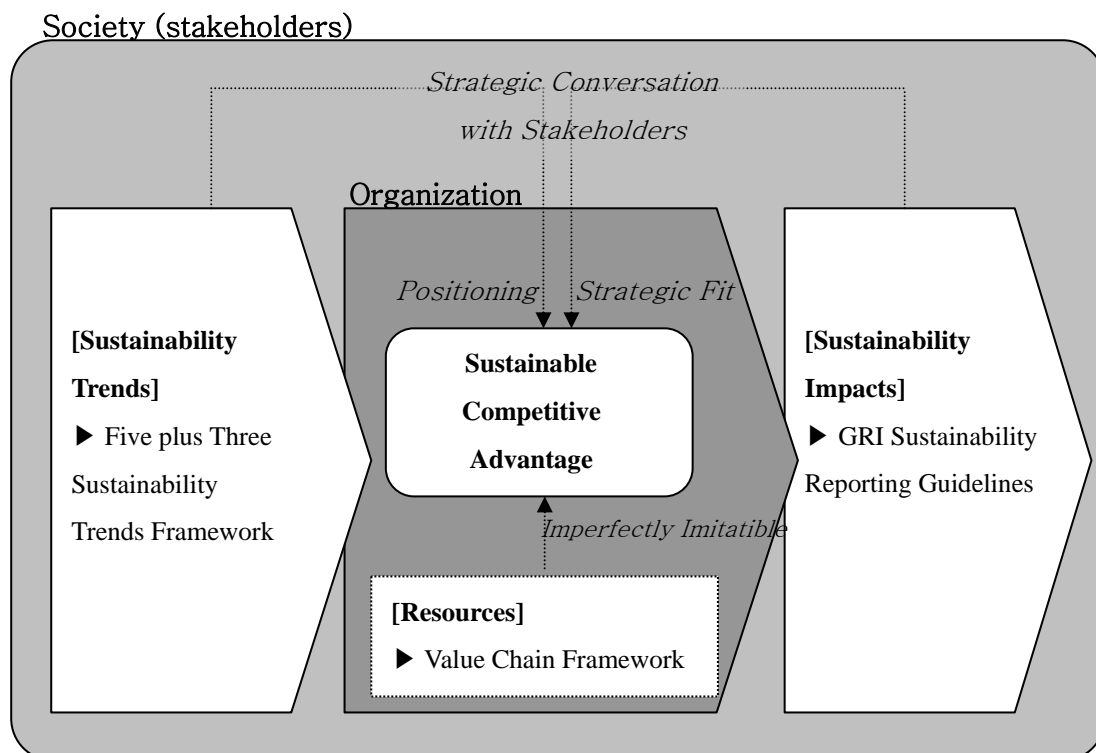 Society (stakeholders)
Strategic Conversation
with Stakeholders
Organization
Positioning
Strategic Fit
[Sustainability
Trends]
▶ Five plus Three
Sustainability
Trends Framework
Sustainable
Competitive
Advantage
[Sustainability
Impacts]
▶ GRI Sustainability
Reporting Guidelines
Imperfectly Imitatible
[Resources]
▶ Value Chain Framework